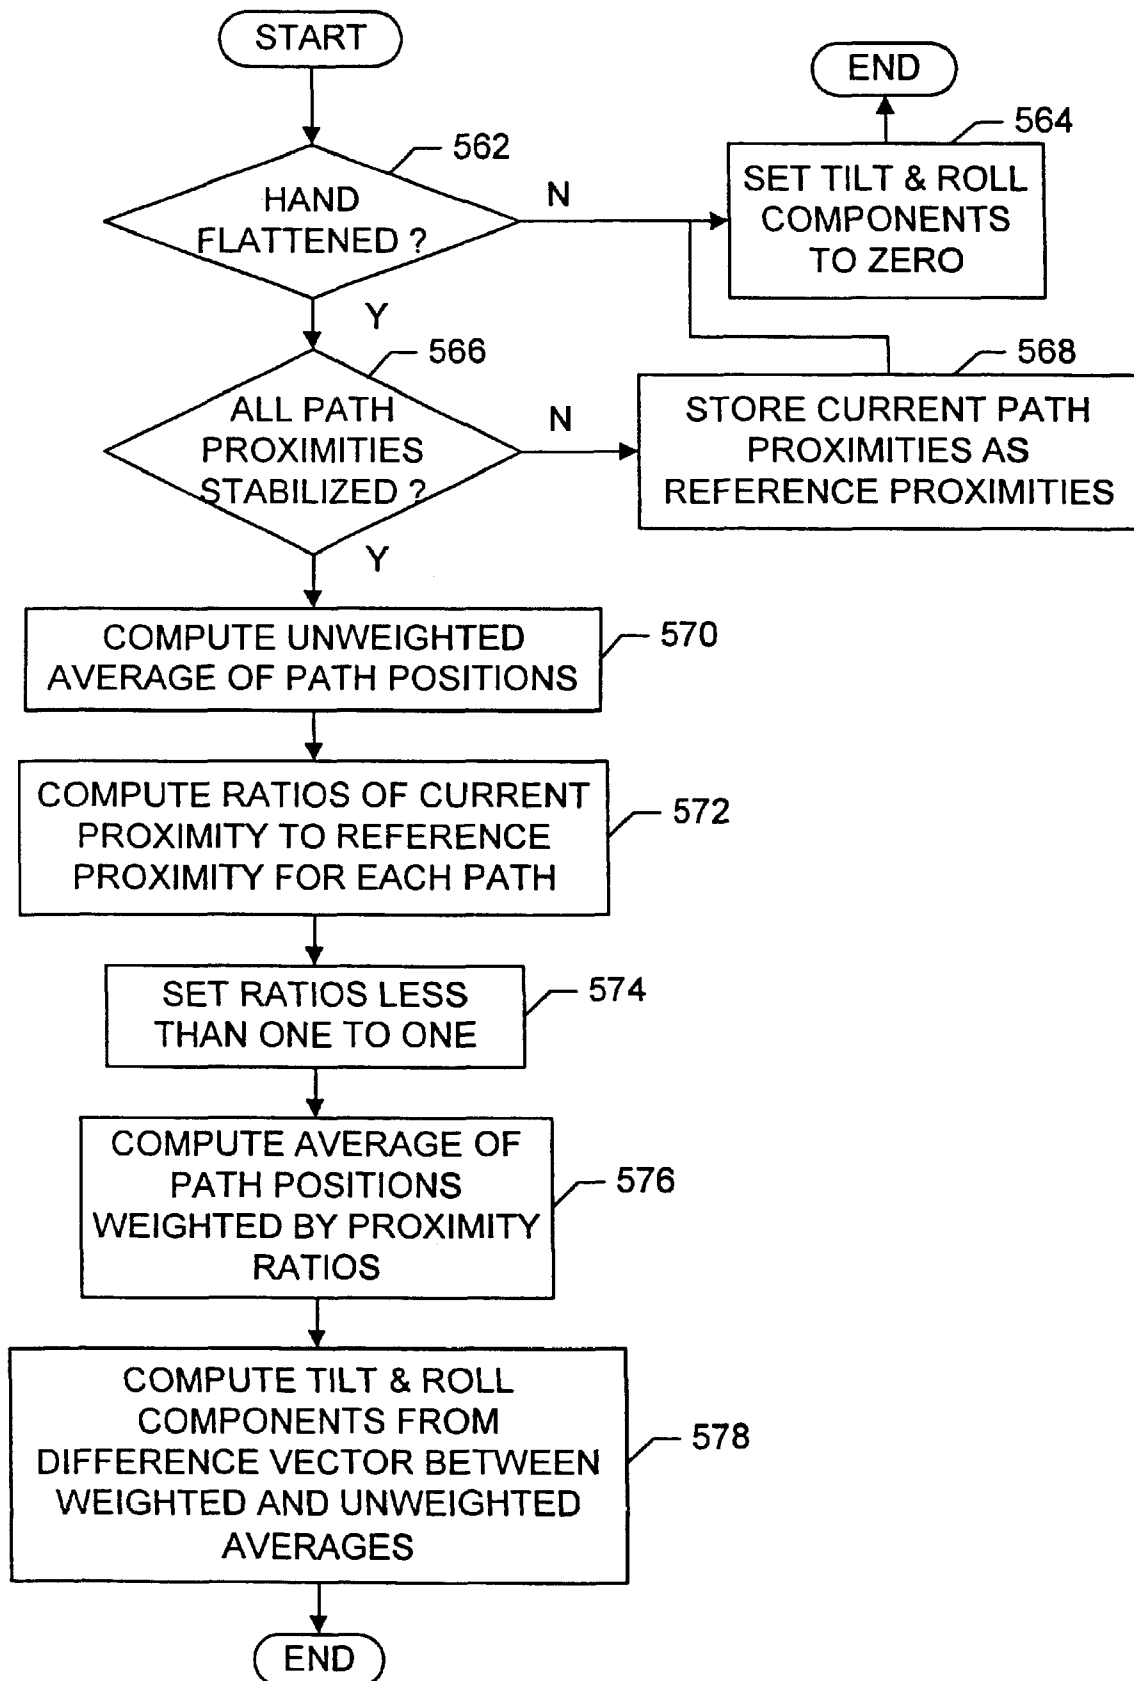 START
END
562
564
HAND
FLATTENED ?
N
SET TILT & ROLL
COMPONENTS
TO ZERO
Y
566
568
ALL PATH
PROXIMITIES
STABILIZED ?
N
STORE CURRENT PATH
PROXIMITIES AS
REFERENCE PROXIMITIES
Y
COMPUTE UNWEIGHTED
AVERAGE OF PATH POSITIONS
570
COMPUTE RATIOS OF CURRENT
PROXIMITY TO REFERENCE
PROXIMITY FOR EACH PATH
572
SET RATIOS LESS
THAN ONE TO ONE
574
COMPUTE AVERAGE OF
PATH POSITIONS
WEIGHTED BY PROXIMITY
RATIOS
576
COMPUTE TILT & ROLL
COMPONENTS FROM
DIFFERENCE VECTOR BETWEEN
WEIGHTED AND UNWEIGHTED
AVERAGES
578
END